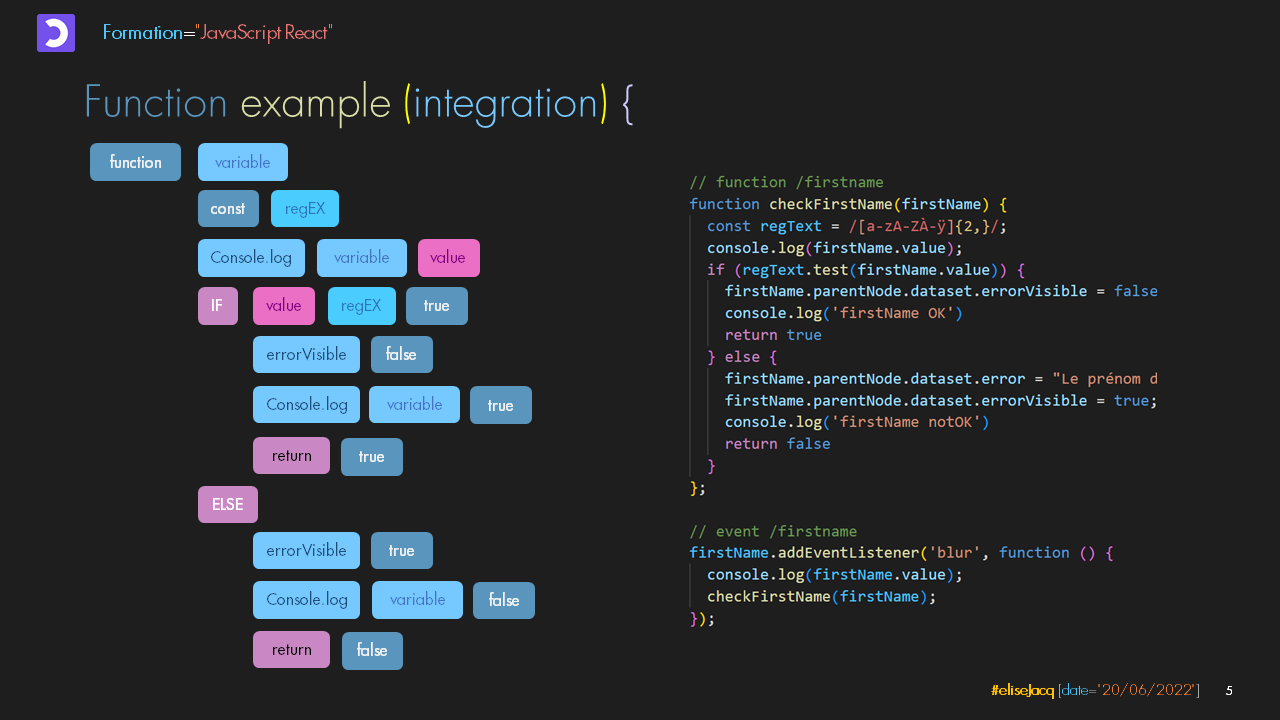 Formation="JavaScript React"
Function example (integration) {
function variable
const regEX
Console.log variable value
IF value regEX true
errorVisible false
Console.log variable true
return true
ELSE
errorVisible true
Console.log variable false
return false
// function /firstname
function checkFirstName(firstName) {
const regText = /[a-zA-ZÀ-ÿ]{2,}/;
console.log(firstName.value);
if (regText.test(firstName.value)) {
firstName.parentNode.dataset.errorVisible = false
console.log('firstName OK')
return true
} else {
firstName.parentNode.dataset.error = "Le prénom d
firstName.parentNode.dataset.errorVisible = true;
console.log('firstName notOK')
return false
}
};
// event /firstname
firstName.addEventListener('blur', function () {
console.log(firstName.value);
checkFirstName(firstName);
});
#eliseJacq [date='20/06/2022'] 5